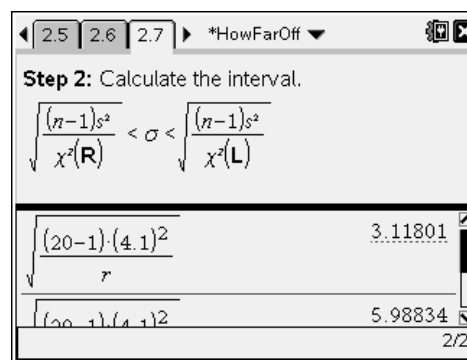 2.5 2.6 2.7 *HowFarOff
Step 2: Calculate the interval.
√((n−1)s²/χ²(R)) < σ < √((n−1)s²/χ²(L))
√((20−1)·(4.1)²/r) 3.11801
√((20−1)·(4.1)² 5.98834
2/2